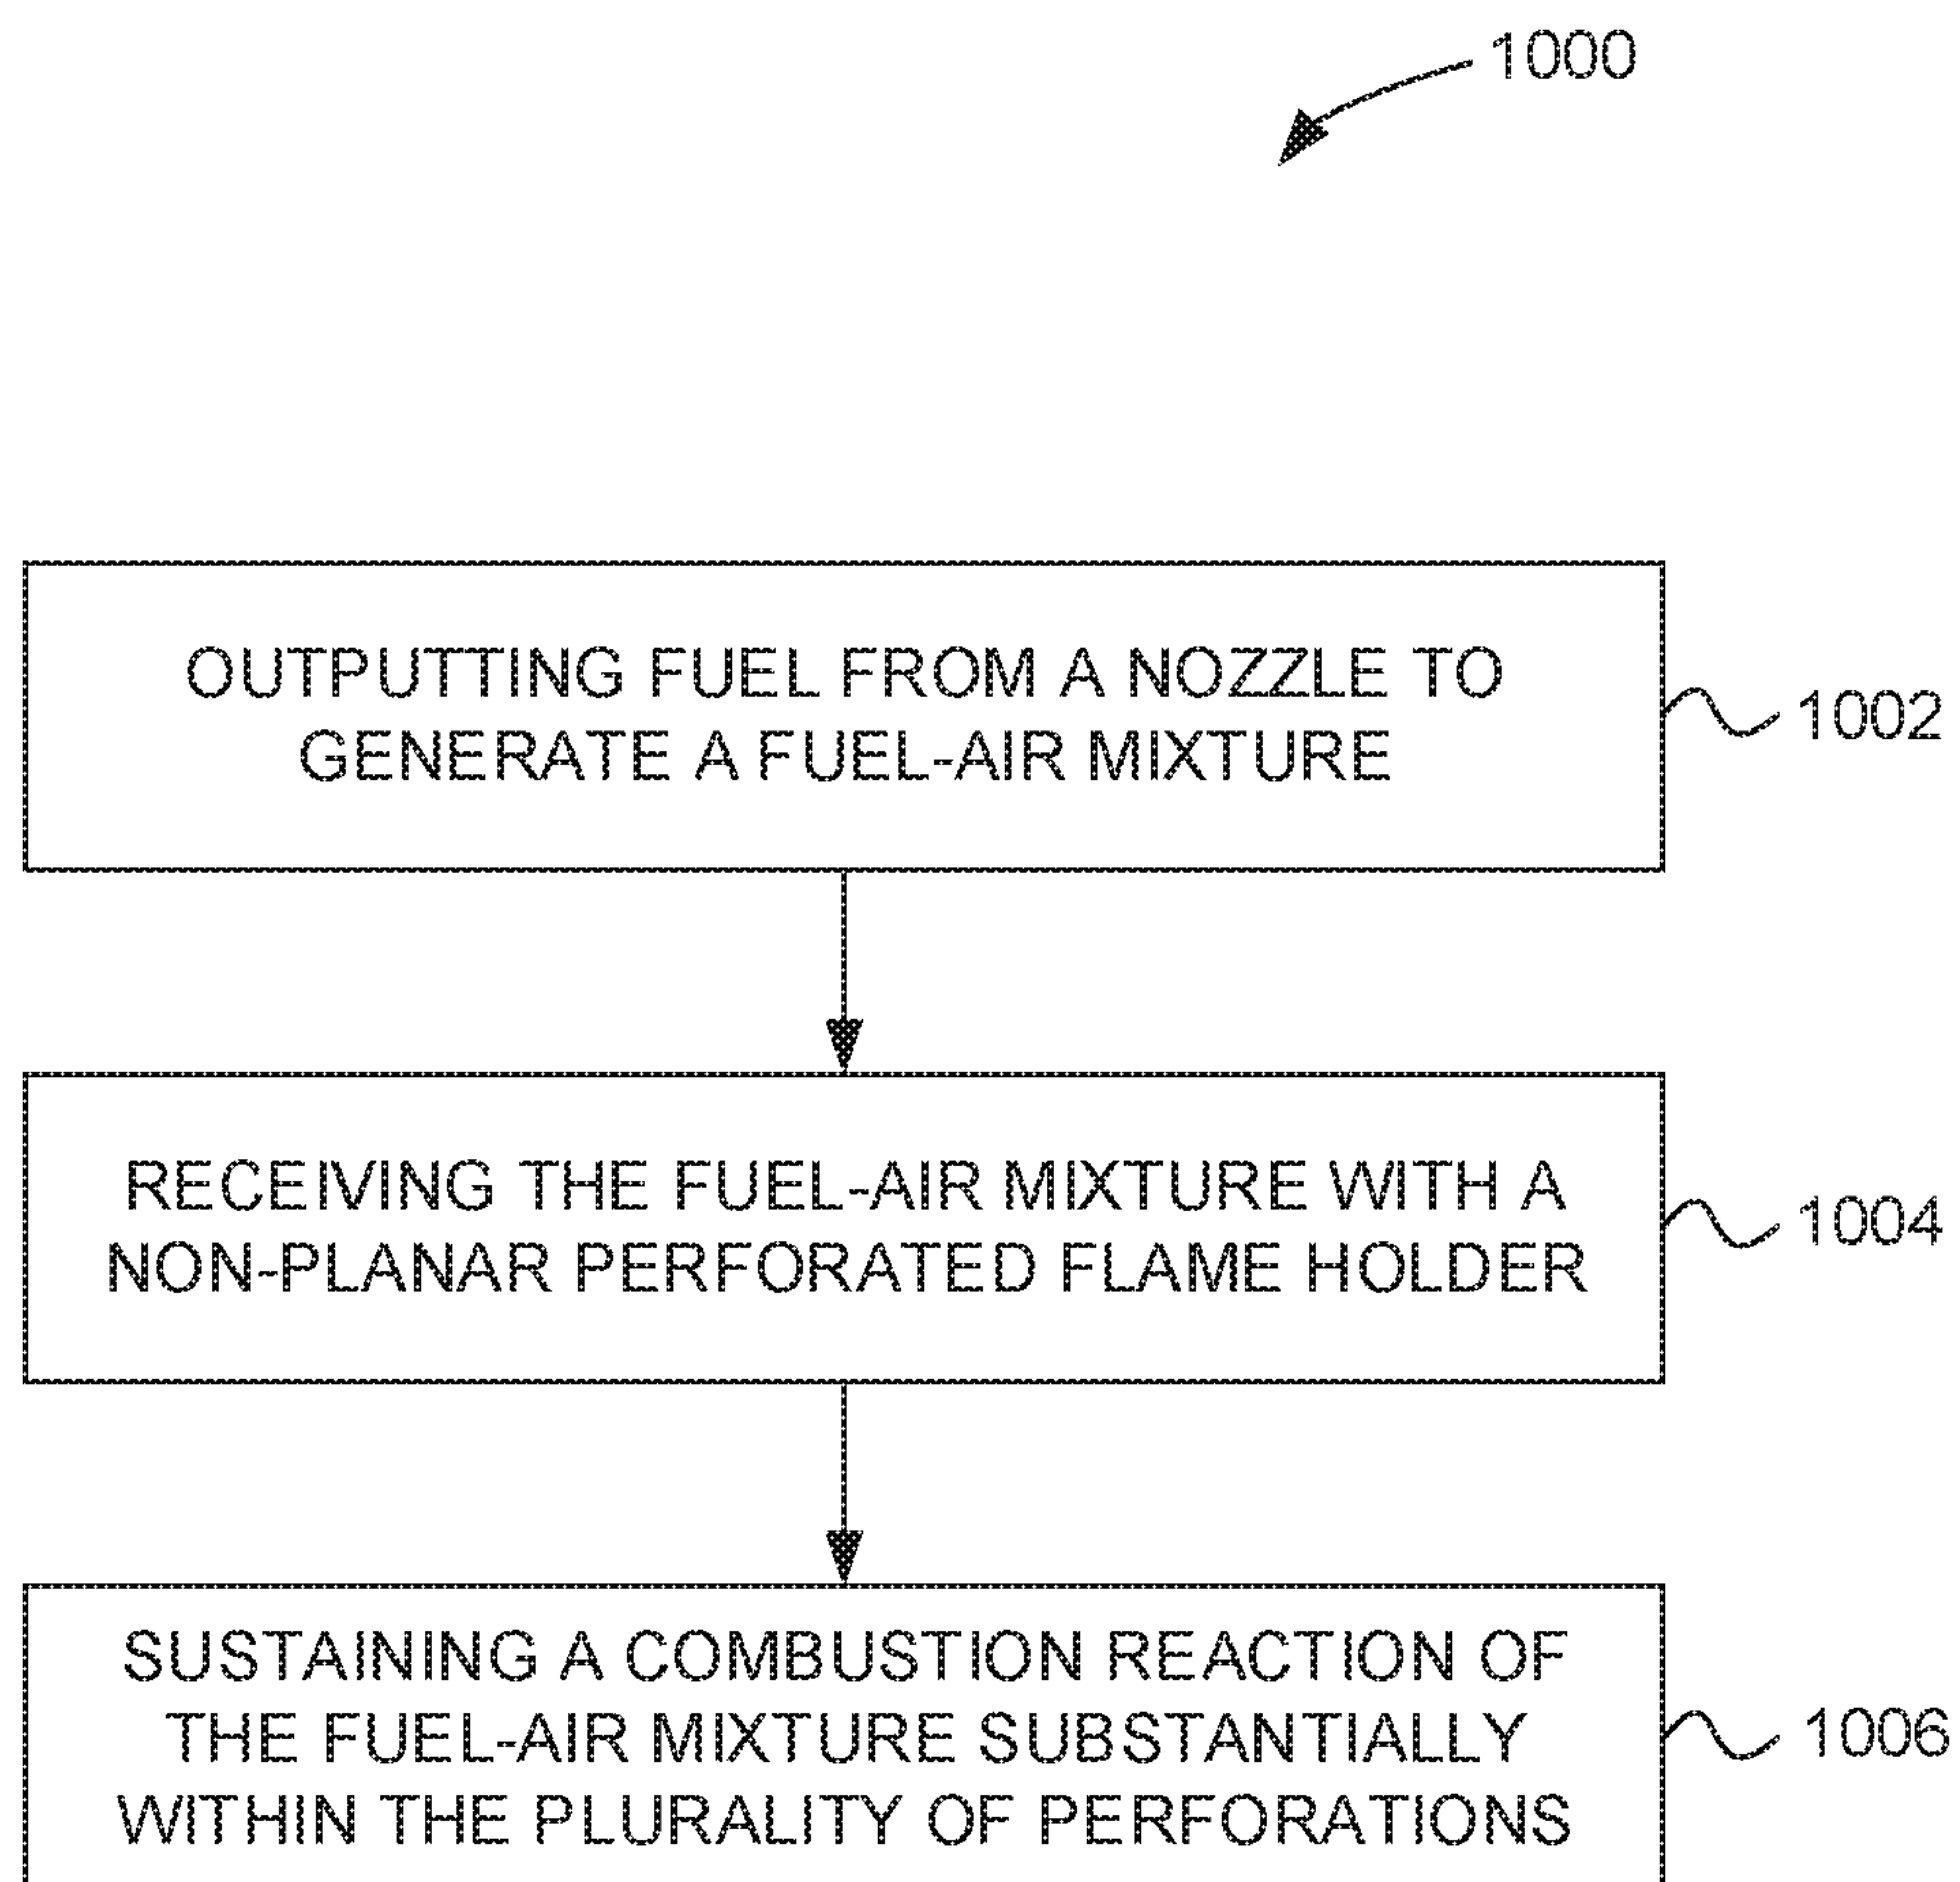 1000
OUTPUTTING FUEL FROM A NOZZLE TO
GENERATE A FUEL-AIR MIXTURE
1002
RECEIVING THE FUEL-AIR MIXTURE WITH A
NON-PLANAR PERFORATED FLAME HOLDER
1004
SUSTAINING A COMBUSTION REACTION OF
THE FUEL-AIR MIXTURE SUBSTANTIALLY
WITHIN THE PLURALITY OF PERFORATIONS
1006